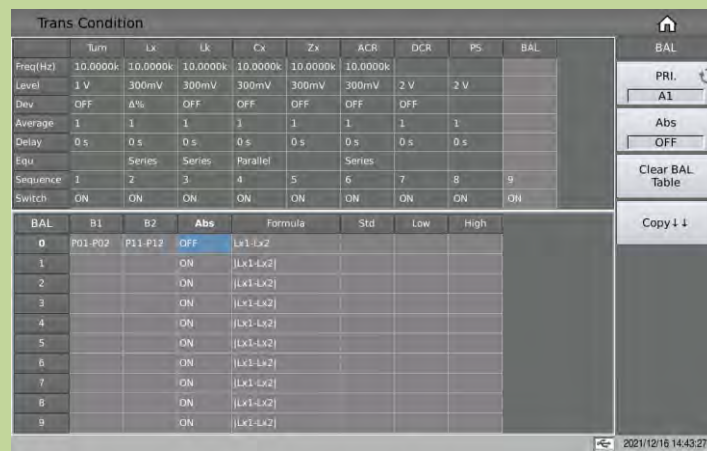 Trans Condition
Turn Lx Lk Cx Zx ACR DCR PS BAL
Freq(Hz) 10.0000k 10.0000k 10.0000k 10.0000k 10.0000k 10.0000k
Level 1 V 300mV 300mV 300mV 300mV 300mV 2 V 2 V
Dev OFF Δ% OFF OFF OFF OFF OFF
Average 1 1 1 1 1 1 1 1
Delay 0 s 0 s 0 s 0 s 0 s 0 s 0 s 0 s
Equ Series Series Parallel Series
Sequence 1 2 3 4 5 6 7 8 9
Switch ON ON ON ON ON ON ON ON ON
BAL B1 B2 Abs Formula Std Low High
0 P01-P02 P11-P12 OFF Lx1-Lx2
1 ON |Lx1-Lx2|
2 ON |Lx1-Lx2|
3 ON |Lx1-Lx2|
4 ON |Lx1-Lx2|
5 ON |Lx1-Lx2|
6 ON |Lx1-Lx2|
7 ON |Lx1-Lx2|
8 ON |Lx1-Lx2|
9 ON |Lx1-Lx2|
BAL
PRI.
A1
Abs
OFF
Clear BAL
Table
Copy↓↓
2021/12/16 14:43:27